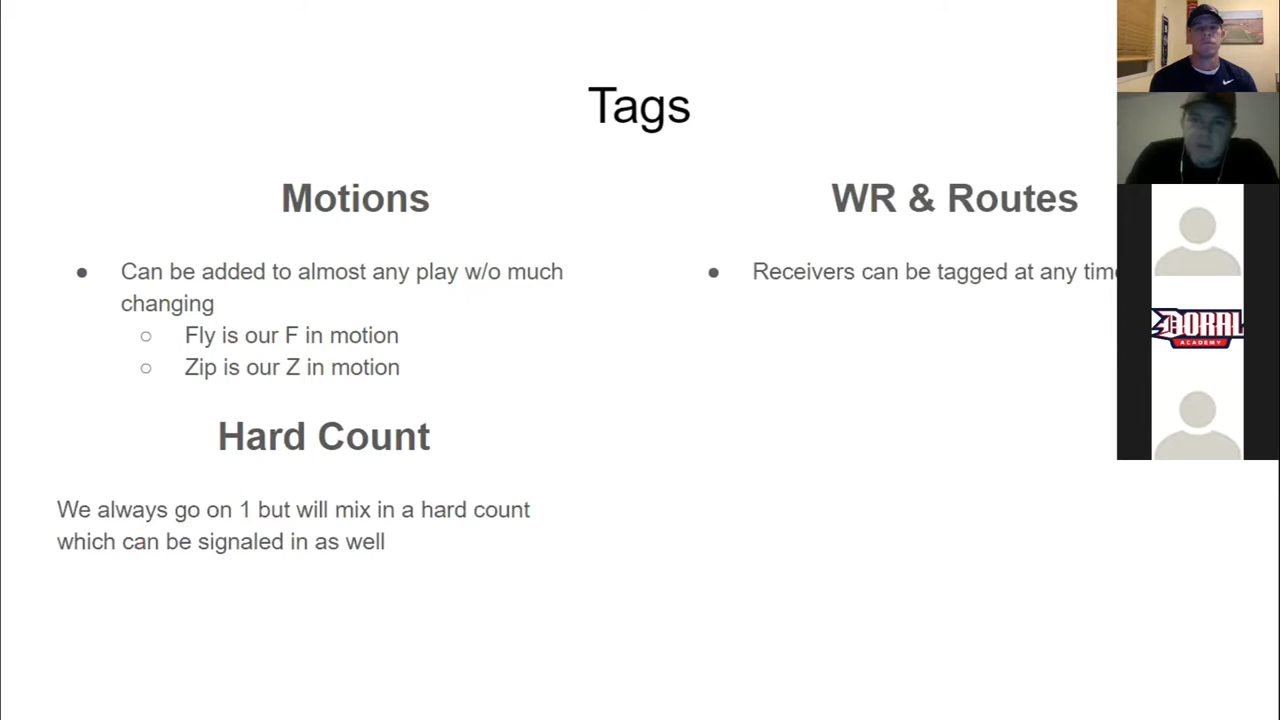 Tags
Motions
● Can be added to almost any play w/o much
changing
○ Fly is our F in motion
○ Zip is our Z in motion
Hard Count
We always go on 1 but will mix in a hard count
which can be signaled in as well
WR & Routes
● Receivers can be tagged at any
DORAL
ACADEMY